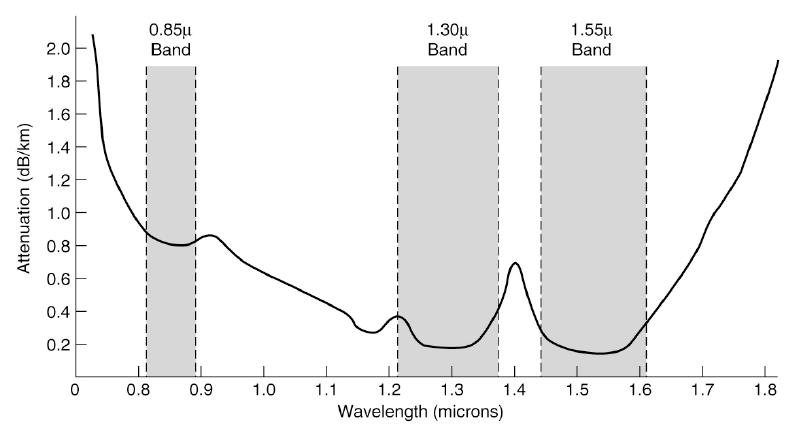 0.85μ
Band
1.30μ
Band
1.55μ
Band
2.0
1.8
1.6
1.4
1.2
1.0
0.8
0.6
0.4
0.2
Attenuation (dB/km)
0 0.8 0.9 1.0 1.1 1.2 1.3 1.4 1.5 1.6 1.7 1.8
Wavelength (microns)